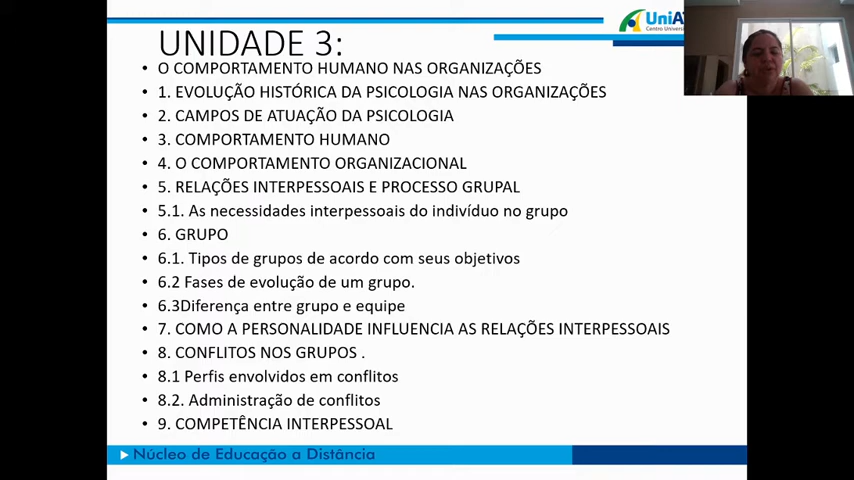 UNIDADE 3:
• O COMPORTAMENTO HUMANO NAS ORGANIZAÇÕES
• 1. EVOLUÇÃO HISTÓRICA DA PSICOLOGIA NAS ORGANIZAÇÕES
• 2. CAMPOS DE ATUAÇÃO DA PSICOLOGIA
• 3. COMPORTAMENTO HUMANO
• 4. O COMPORTAMENTO ORGANIZACIONAL
• 5. RELAÇÕES INTERPESSOAIS E PROCESSO GRUPAL
• 5.1. As necessidades interpessoais do indivíduo no grupo
• 6. GRUPO
• 6.1. Tipos de grupos de acordo com seus objetivos
• 6.2 Fases de evolução de um grupo.
• 6.3Diferença entre grupo e equipe
• 7. COMO A PERSONALIDADE INFLUENCIA AS RELAÇÕES INTERPESSOAIS
• 8. CONFLITOS NOS GRUPOS .
• 8.1 Perfis envolvidos em conflitos
• 8.2. Administração de conflitos
• 9. COMPETÊNCIA INTERPESSOAL
Núcleo de Educação a Distância
Centro